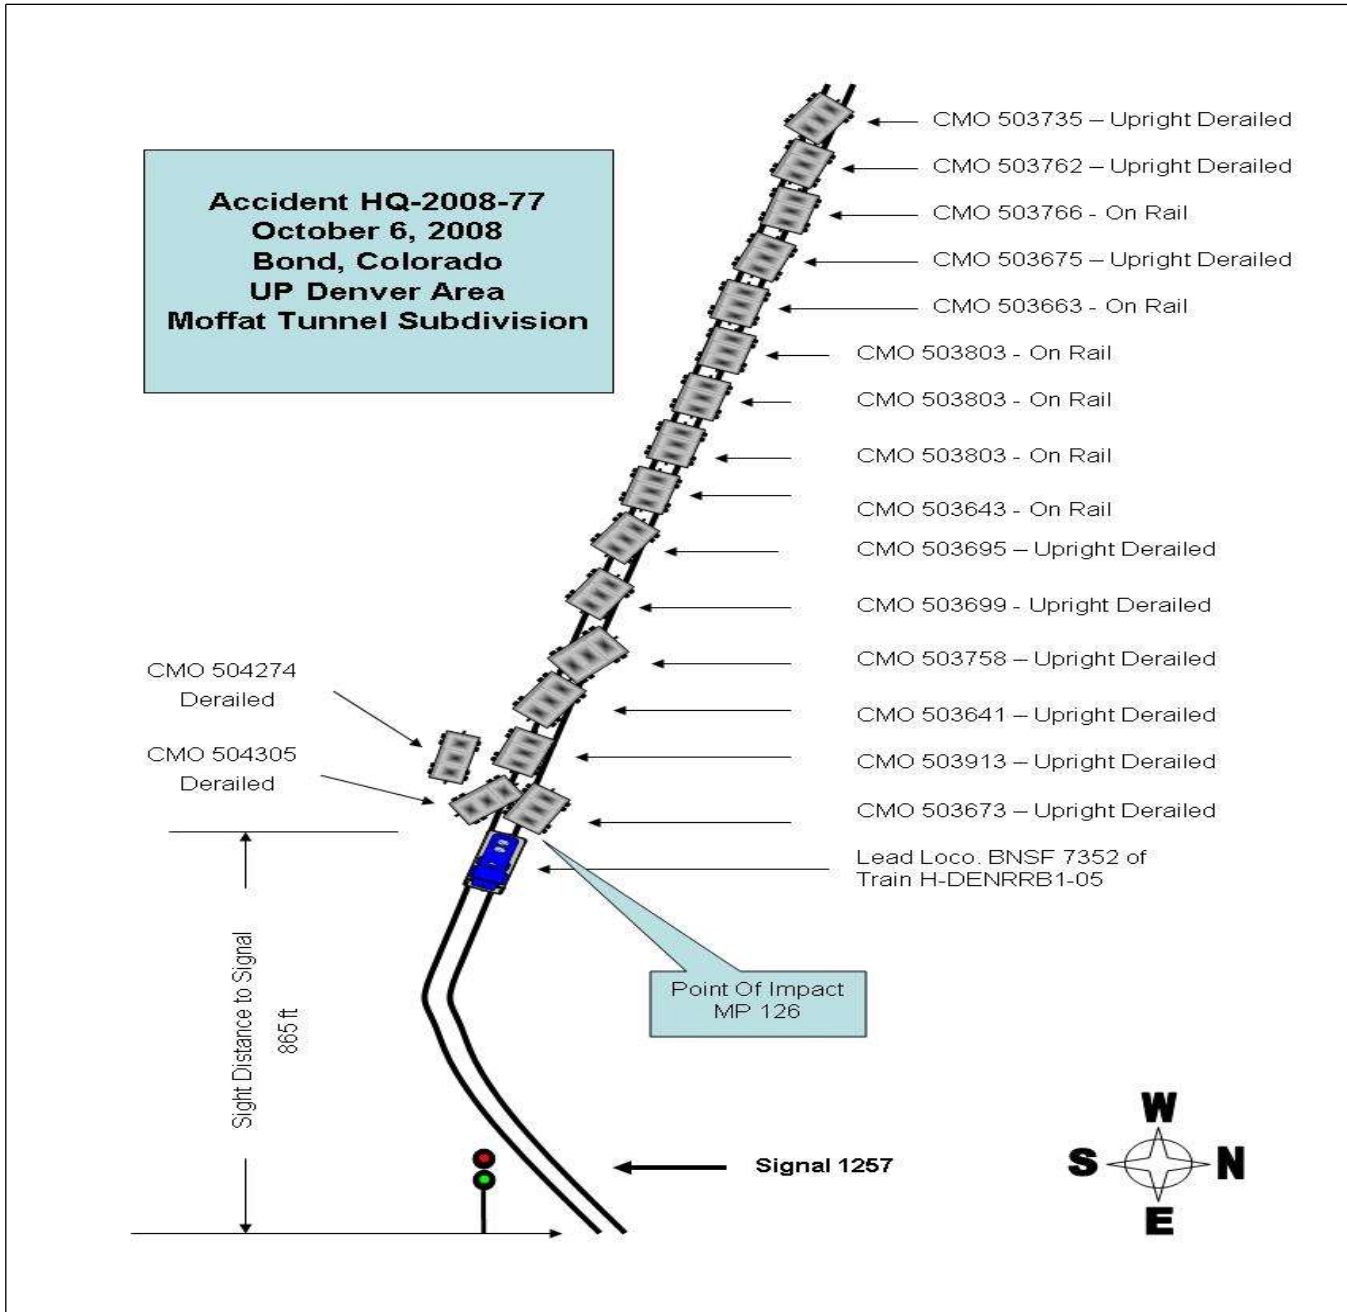 Accident HQ-2008-77
October 6, 2008
Bond, Colorado
UP Denver Area
Moffat Tunnel Subdivision
CMO 503735 – Upright Derailed
CMO 503762 – Upright Derailed
CMO 503766 - On Rail
CMO 503675 – Upright Derailed
CMO 503663 - On Rail
CMO 503803 - On Rail
CMO 503803 - On Rail
CMO 503803 - On Rail
CMO 503643 - On Rail
CMO 503695 – Upright Derailed
CMO 503699 - Upright Derailed
CMO 503758 – Upright Derailed
CMO 503641 – Upright Derailed
CMO 503913 – Upright Derailed
CMO 503673 – Upright Derailed
Lead Loco. BNSF 7352 of
Train H-DENRRB1-05
CMO 504274
Derailed
CMO 504305
Derailed
Sight Distance to Signal
865 ft
Point Of Impact
MP 126
Signal 1257
W
S
N
E